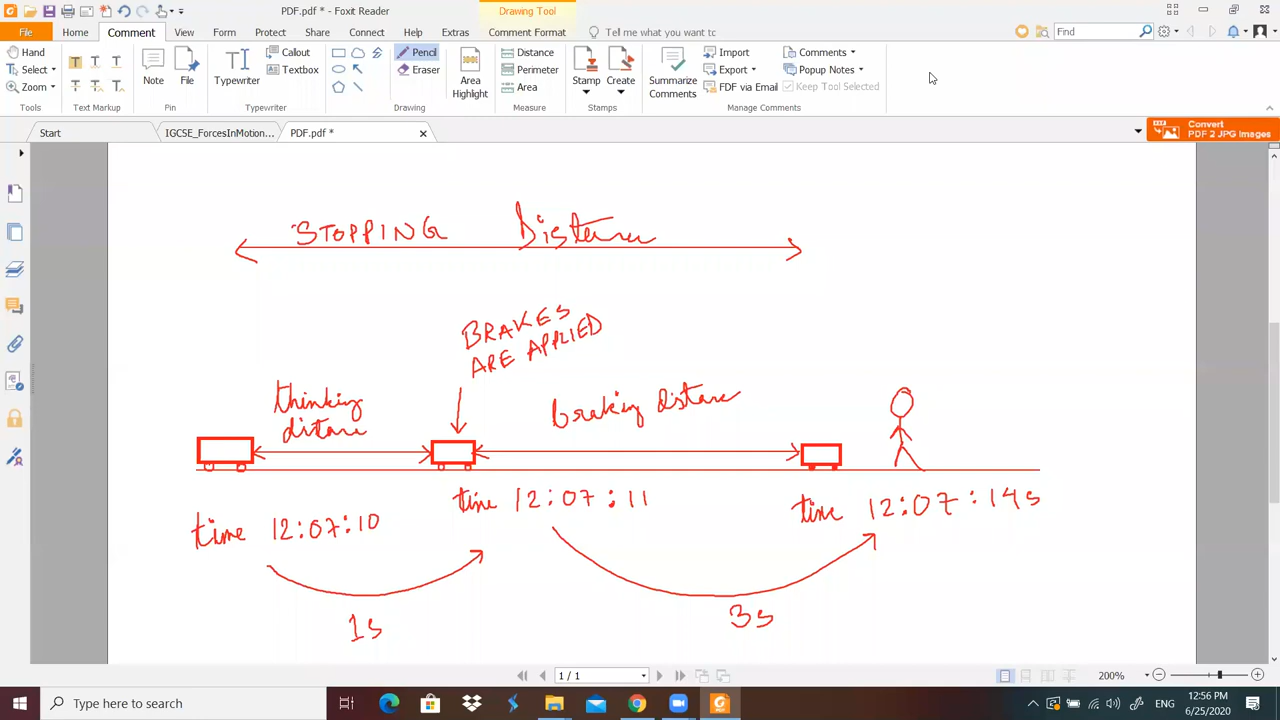 PDF.pdf * - Foxit Reader
Drawing Tool
File
Home
Comment
View
Form
Protect
Share
Connect
Help
Extras
Comment Format
Tell me what you want tc
Find
Hand
Select
Zoom
Tools
T T T
T T T
Text Markup
Note
File
Pin
Typewriter
Callout
Textbox
Typewriter
Pencil
Eraser
Drawing
Area
Highlight
Distance
Perimeter
Area
Measure
Stamp
Create
Stamps
Summarize
Comments
Import
Export
FDF via Email
Comments
Popup Notes
Keep Tool Selected
Manage Comments
Start
IGCSE_ForcesInMotion...
PDF.pdf *
Convert
PDF 2 JPG Images
STOPPING Distance
BRAKES
ARE APPLIED
thinking
distance
braking distance
time 12:07:10
time 12:07:11
time 12:07:14s
1s
3s
1 / 1
200%
Type here to search
ENG
12:56 PM
6/25/2020